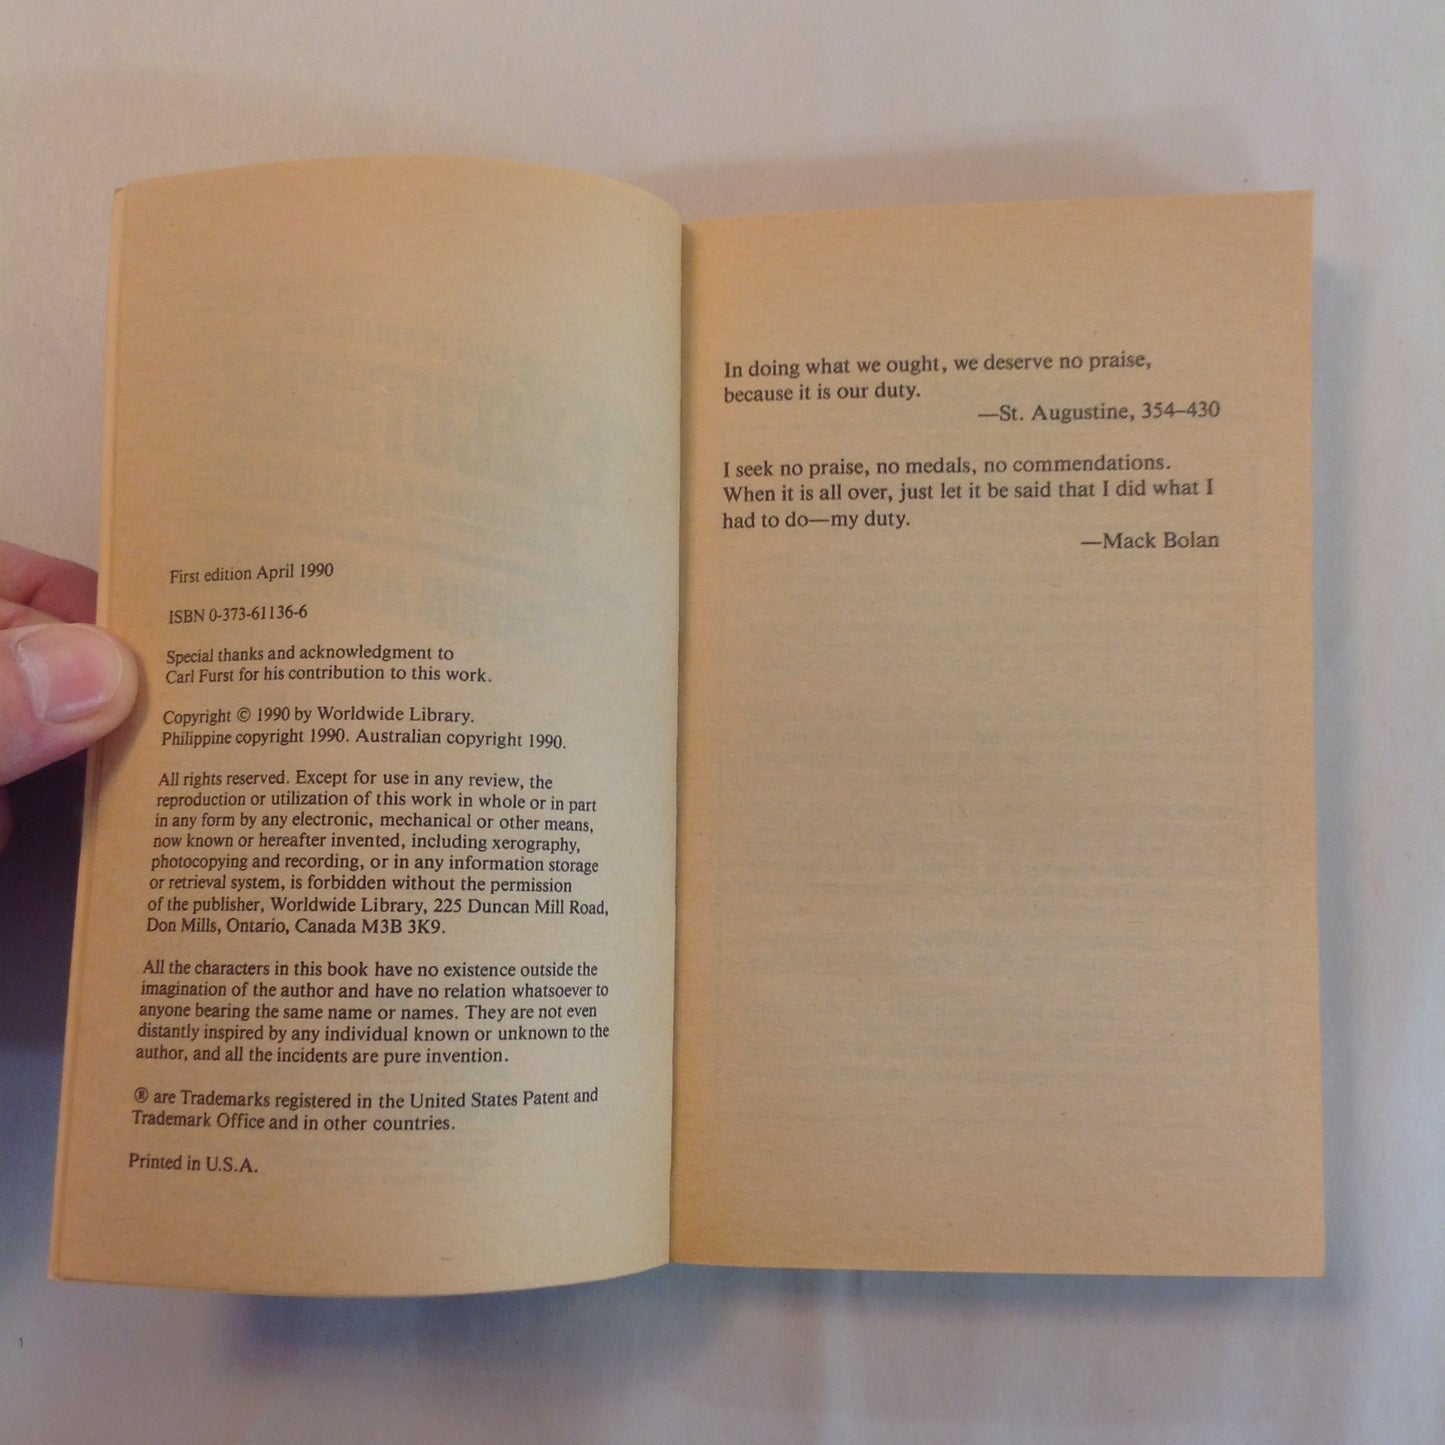 First edition April 1990
ISBN 0-373-61136-6
Special thanks and acknowledgment to
Carl Furst for his contribution to this work.
Copyright © 1990 by Worldwide Library.
Philippine copyright 1990. Australian copyright 1990.
All rights reserved. Except for use in any review, the
reproduction or utilization of this work in whole or in part
in any form by any electronic, mechanical or other means,
now known or hereafter invented, including xerography,
photocopying and recording, or in any information storage
or retrieval system, is forbidden without the permission
of the publisher, Worldwide Library, 225 Duncan Mill Road,
Don Mills, Ontario, Canada M3B 3K9.
All the characters in this book have no existence outside the
imagination of the author and have no relation whatsoever to
anyone bearing the same name or names. They are not even
distantly inspired by any individual known or unknown to the
author, and all the incidents are pure invention.
® are Trademarks registered in the United States Patent and
Trademark Office and in other countries.
Printed in U.S.A.
In doing what we ought, we deserve no praise,
because it is our duty.
—St. Augustine, 354–430
I seek no praise, no medals, no commendations.
When it is all over, just let it be said that I did what I
had to do—my duty.
—Mack Bolan
1